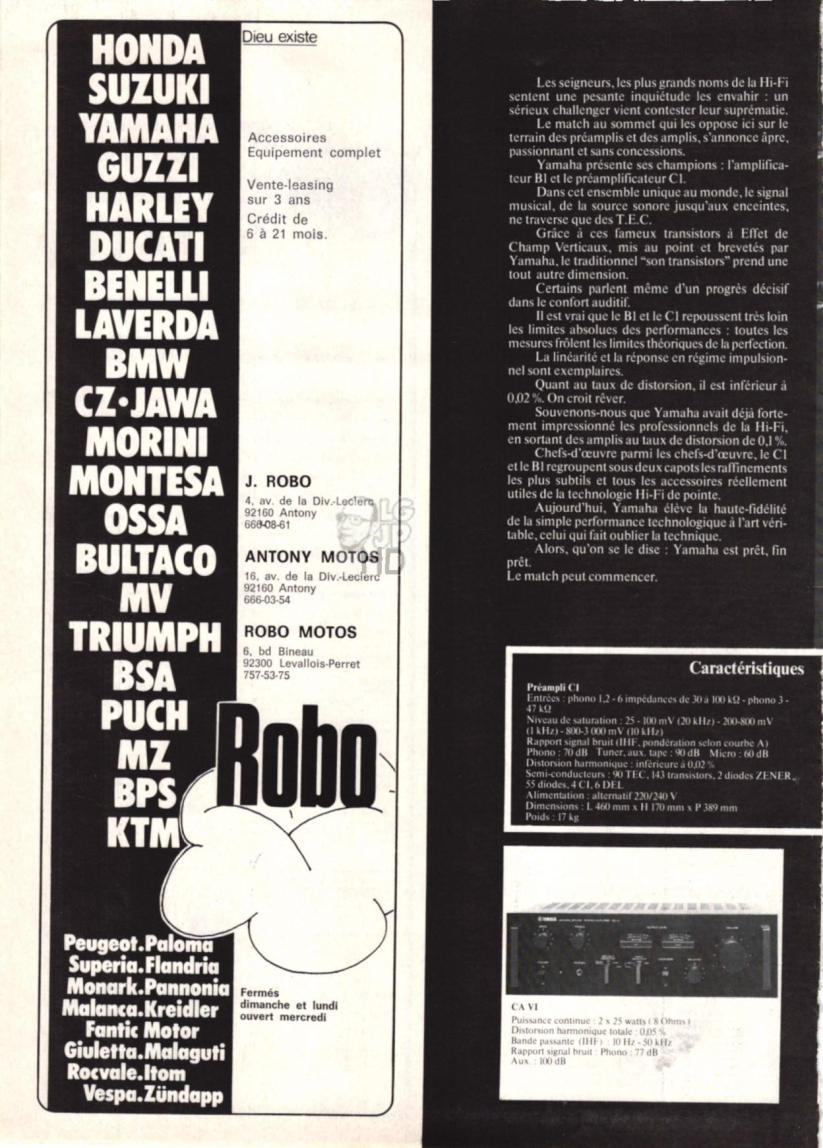 HONDA
SUZUKI
YAMAHA
GUZZI
HARLEY
DUCATI
BENELLI
LAVERDA
BMW
CZ•JAWA
MORINI
MONTESA
OSSA
BULTACO
MV
TRIUMPH
BSA
PUCH
MZ
BPS
KTM
Peugeot.Paloma
Superia.Flandria
Monark.Pannonia
Malanca.Kreidler
Fantic Motor
Giuletta.Malaguti
Rocvale.Itom
Vespa.Zündapp
Dieu existe
Accessoires
Equipement complet
Vente-leasing
sur 3 ans
Crédit de
6 à 21 mois.
J. ROBO
4, av. de la Div.-Leclerc
92160 Antony
666-08-61
ANTONY MOTOS
16, av. de la Div.-Leclerc
92160 Antony
666-03-54
ROBO MOTOS
6, bd Bineau
92300 Levallois-Perret
757-53-75
Robo
Fermés
dimanche et lundi
ouvert mercredi
LG
JP
HD
Les seigneurs, les plus grands noms de la Hi-Fi
sentent une pesante inquiétude les envahir : un
sérieux challenger vient contester leur suprématie.
Le match au sommet qui les oppose ici sur le
terrain des préamplis et des amplis, s'annonce âpre,
passionnant et sans concessions.
Yamaha présente ses champions : l'amplifica-
teur B1 et le préamplificateur C1.
Dans cet ensemble unique au monde, le signal
musical, de la source sonore jusqu'aux enceintes,
ne traverse que des T.E.C.
Grâce à ces fameux transistors à Effet de
Champ Verticaux, mis au point et brevetés par
Yamaha, le traditionnel "son transistors" prend une
tout autre dimension.
Certains parlent même d'un progrès décisif
dans le confort auditif.
Il est vrai que le B1 et le C1 repoussent très loin
les limites absolues des performances : toutes les
mesures frôlent les limites théoriques de la perfection.
La linéarité et la réponse en régime impulsion-
nel sont exemplaires.
Quant au taux de distorsion, il est inférieur à
0,02 %. On croit rêver.
Souvenons-nous que Yamaha avait déjà forte-
ment impressionné les professionnels de la Hi-Fi,
en sortant des amplis au taux de distorsion de 0,1 %.
Chefs-d'œuvre parmi les chefs-d'œuvre, le C1
et le B1 regroupent sous deux capots les raffinements
les plus subtils et tous les accessoires réellement
utiles de la technologie Hi-Fi de pointe.
Aujourd'hui, Yamaha élève la haute-fidélité
de la simple performance technologique à l'art véri-
table, celui qui fait oublier la technique.
Alors, qu'on se le dise : Yamaha est prêt, fin
prêt.
Le match peut commencer.
Caractéristiques
Préampli C1
Entrées : phono 1,2 - 6 impédances de 30 à 100 kΩ - phono 3 -
47 kΩ
Niveau de saturation : 25 - 100 mV (20 kHz) - 200-800 mV
(1 kHz) - 800-3 000 mV (10 kHz)
Rapport signal bruit (IHF, pondération selon courbe A)
Phono : 70 dB Tuner, aux. tape : 90 dB Micro : 60 dB
Distorsion harmonique : inférieure à 0,02 %
Semi-conducteurs : 90 TEC, 143 transistors, 2 diodes ZENER,
55 diodes, 4 CI, 6 DEL
Alimentation : alternatif 220/240 V
Dimensions : L 460 mm x H 170 mm x P 389 mm
Poids : 17 kg
YAMAHA
CA VI
Puissance continue : 2 x 25 watts ( 8 Ohms )
Distorsion harmonique totale : 0,05 %
Bande passante (IHF) : 10 Hz - 50 kHz
Rapport signal bruit : Phono : 77 dB
Aux. : 100 dB